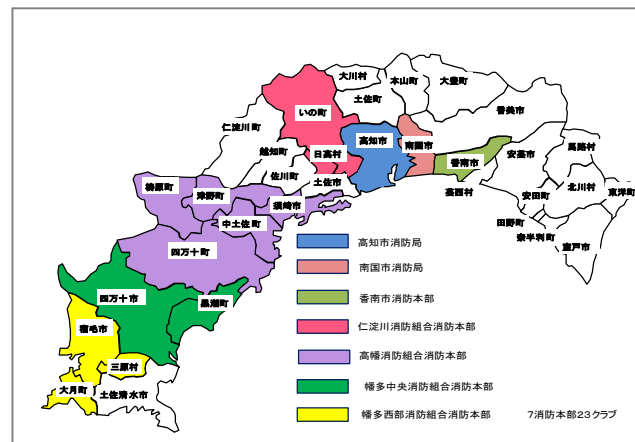 大川村
本山町
大豊町
土佐町
いの町
香美市
仁淀川町
高知市
南国市
馬路村
越知町
日高村
香南市
安芸市
佐川町
土佐市
北川村
東洋町
梼原町
津野町
須崎市
芸西村
安田町
中土佐町
田野町
奈半利町
四万十町
室戸市
高知市消防局
南国市消防局
四万十市
黒潮町
香南市消防本部
宿毛市
仁淀川消防組合消防本部
高幡消防組合消防本部
三原村
大月町
土佐清水市
幡多中央消防組合消防本部
幡多西部消防組合消防本部 7消防本部23クラブ